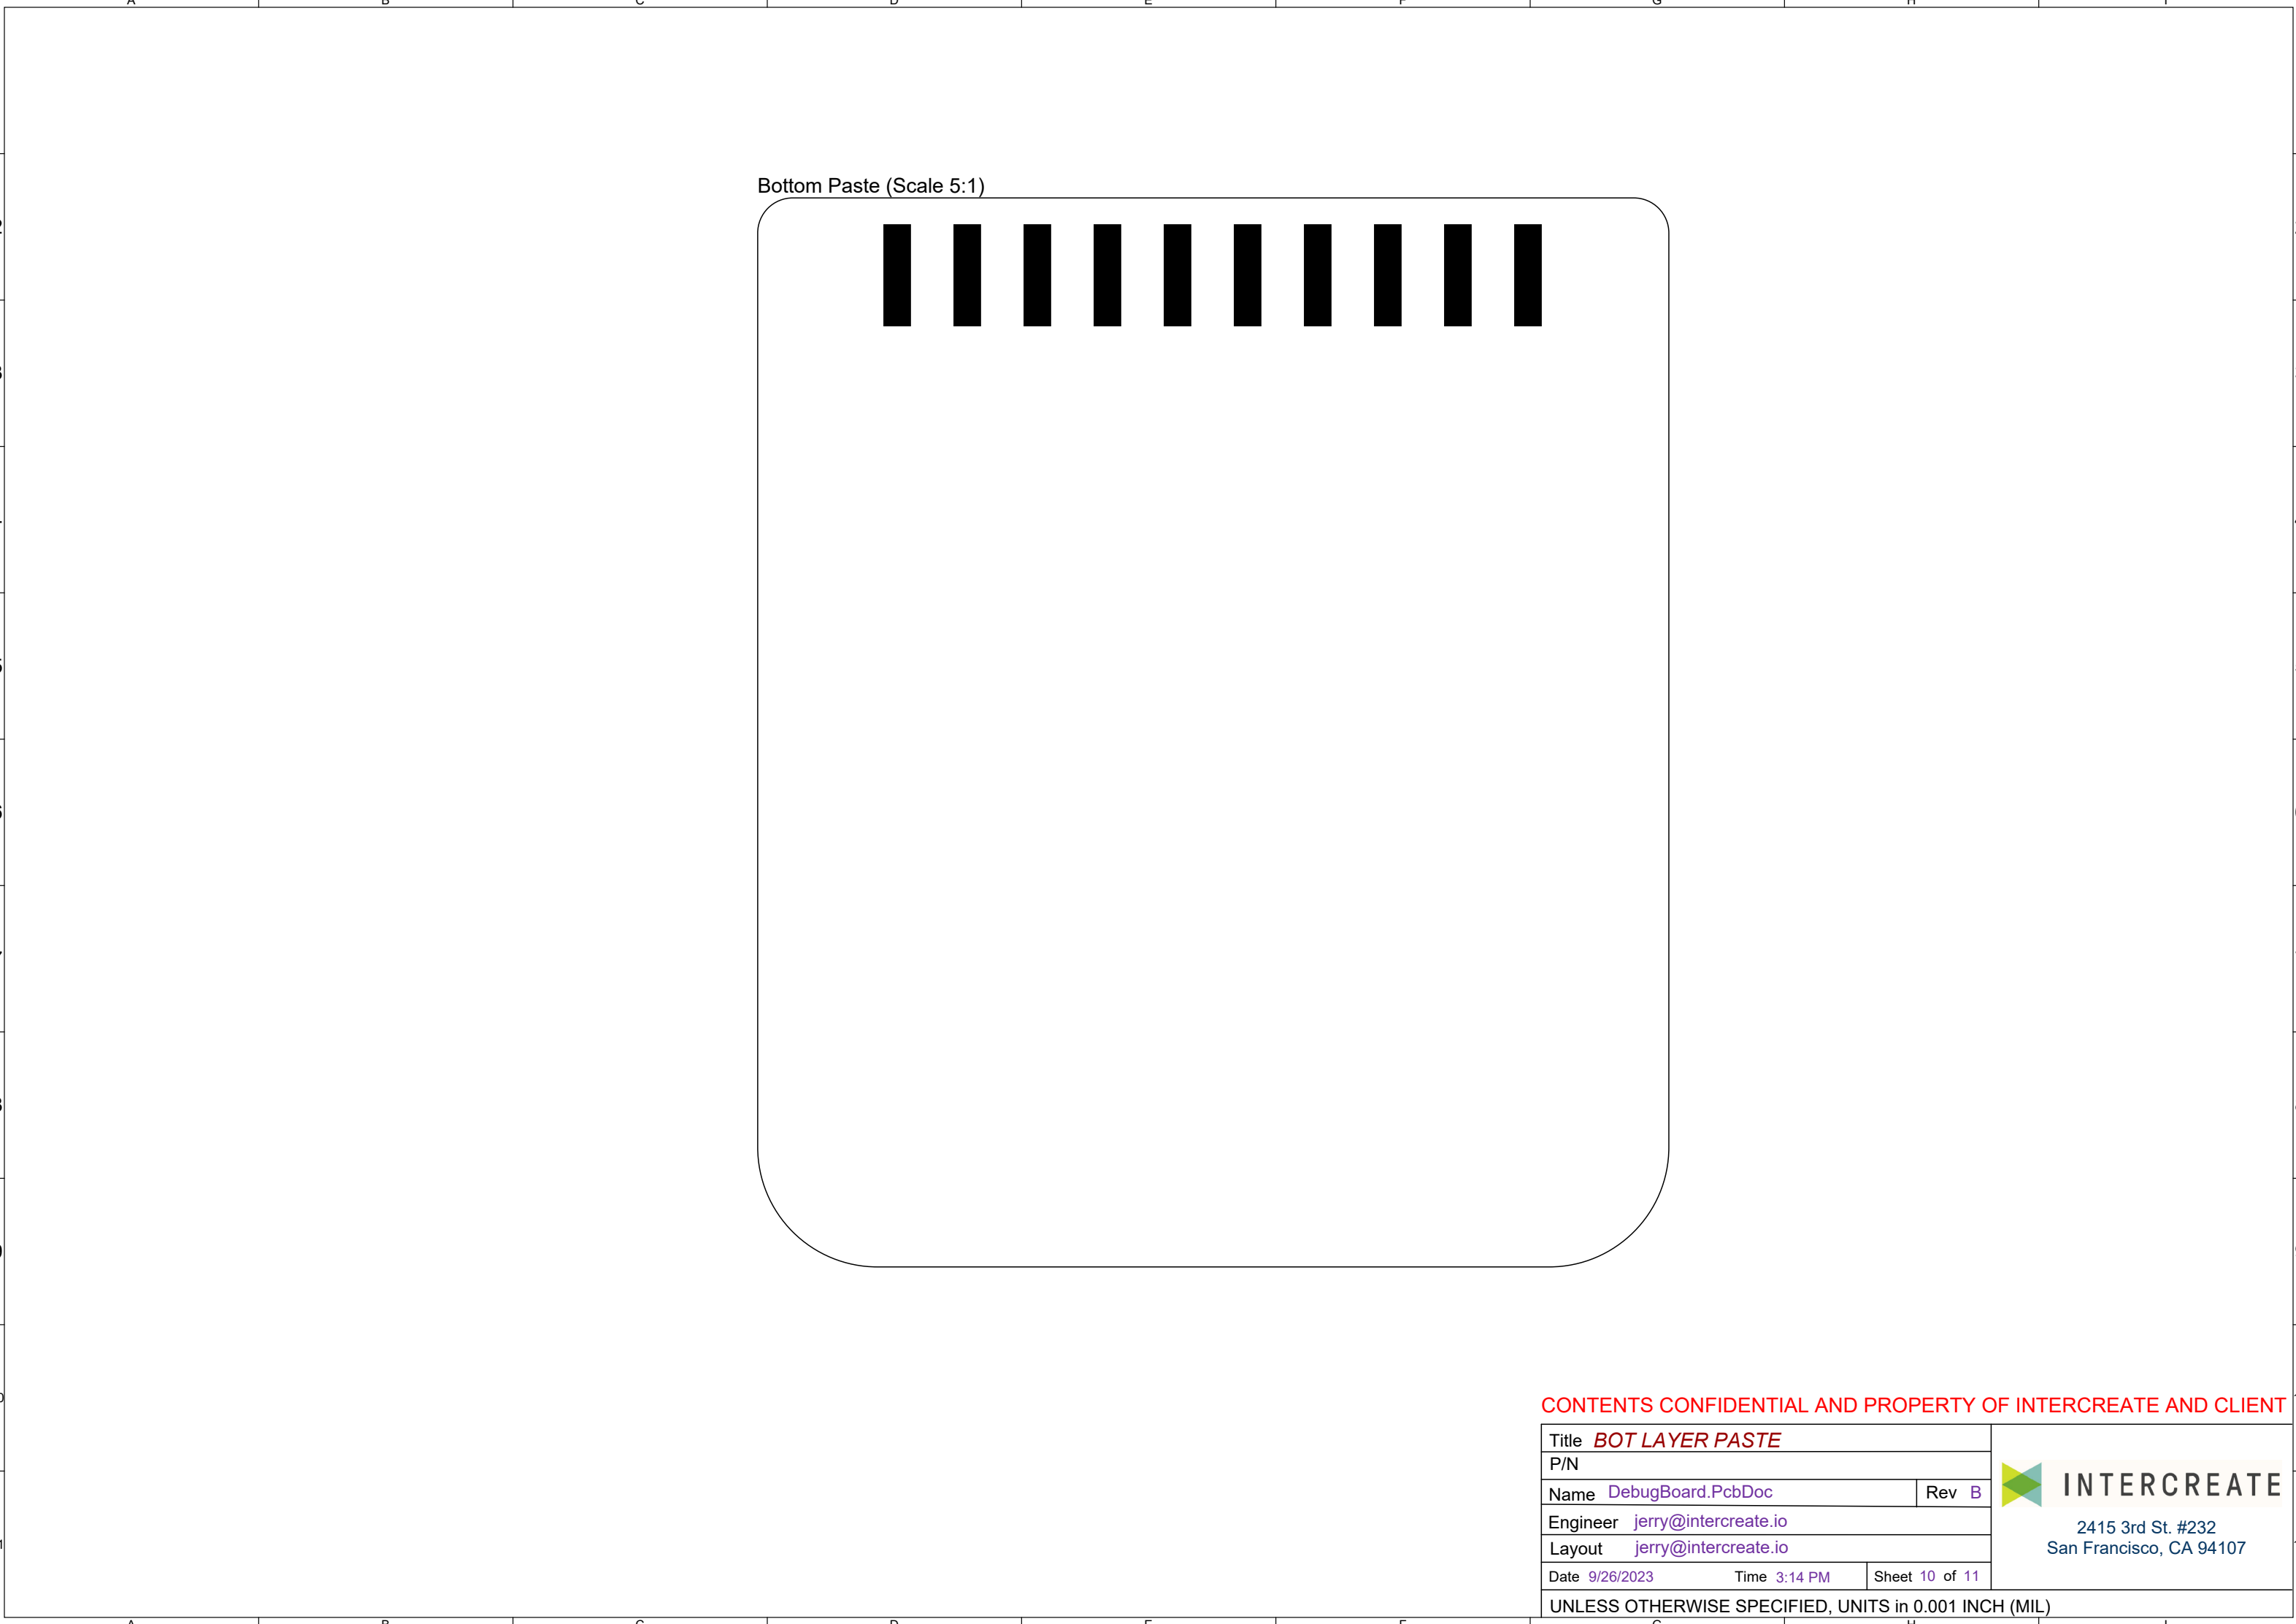 Bottom Paste (Scale 5:1)
CONTENTS CONFIDENTIAL AND PROPERTY OF INTERCREATE AND CLIENT
Title BOT LAYER PASTE
P/N
Name DebugBoard.PcbDoc Rev B
Engineer jerry@intercreate.io
Layout jerry@intercreate.io
Date 9/26/2023 Time 3:14 PM Sheet 10 of 11
UNLESS OTHERWISE SPECIFIED, UNITS in 0.001 INCH (MIL)
INTERCREATE
2415 3rd St. #232
San Francisco, CA 94107